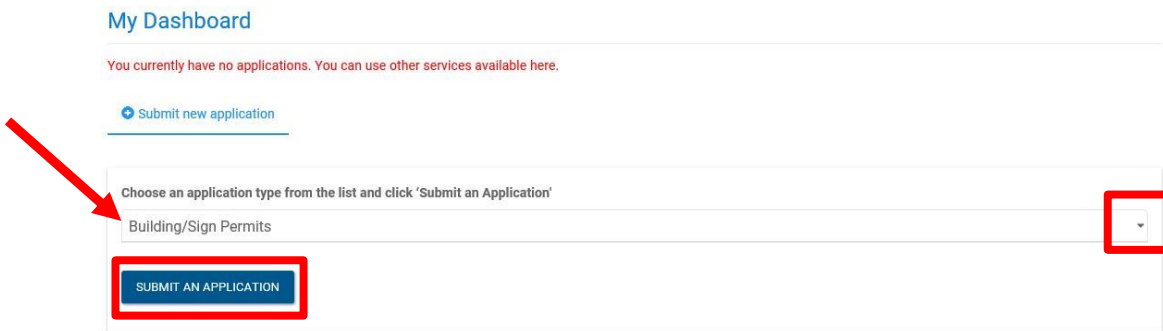 My Dashboard
You currently have no applications. You can use other services available here.
Submit new application
Choose an application type from the list and click ‘Submit an Application'
Building/Sign Permits
SUBMIT AN APPLICATION